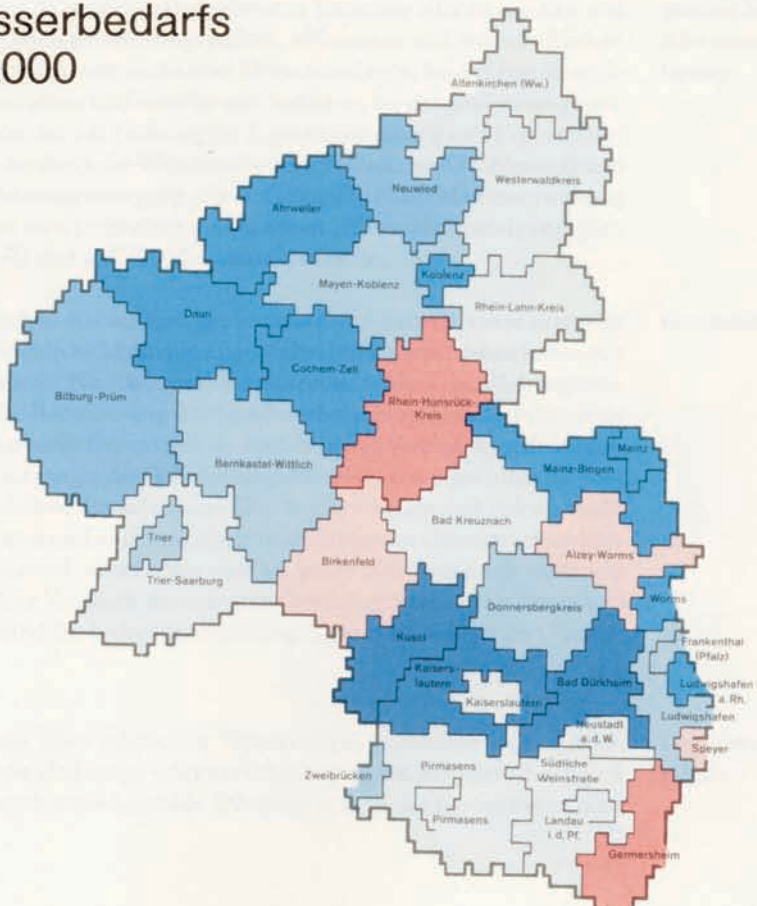 sserbedarfs
000
Altenkirchen (Ww.)
Westerwaldkreis
Neuwied
Ahrweiler
Koblenz
Mayen-Koblenz
Rhein-Lahn-Kreis
Daun
Cochem-Zell
Bitburg-Prüm
Rhein-Hunsrück-
Kreis
Bernkastel-Wittlich
Mainz
Mainz-Bingen
Bad Kreuznach
Trier
Alzey-Worms
Birkenfeld
Trier-Saarburg
Worms
Donnersbergkreis
Kusel
Frankenthal
(Pfalz)
Kaisers-
lautern
Bad Dürkheim
Ludwigshafen
a. Rh.
Kaiserslautern
Ludwigshafen
Neustadt
a.d.W.
Speyer
Pirmasens
Südliche
Weinstraße
Zweibrücken
Pirmasens
Landau
i.d. Pf.
Germersheim